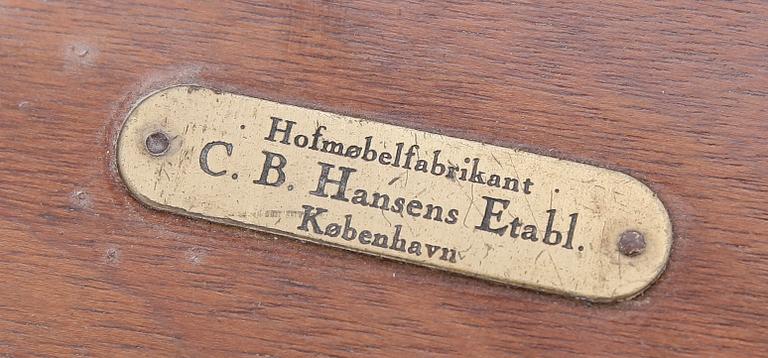 Hofmøbelfabrikant
C. B. Hansens Etabl.
København